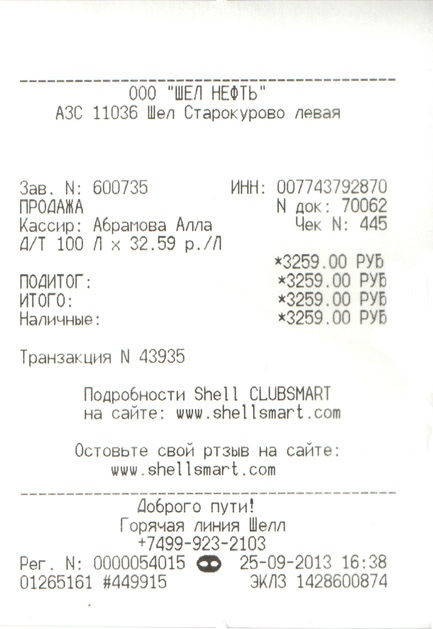 ООО "ШЕЛ НЕФТЬ"
АЗС 11036 Шел Старокурово левая
Зав. N: 600735 ИНН: 007743792870
ПРОДАЖА N док: 70062
Кассир: Абрамова Алла Чек N: 445
Д/Т 100 Л x 32.59 р./Л
*3259.00 РУБ
ПОДИТОГ: *3259.00 РУБ
ИТОГО: *3259.00 РУБ
Наличные: *3259.00 РУБ
Транзакция N 43935
Подробности Shell CLUBSMART
на сайте: www.shellsmart.com
Остовьте свой ртзыв на сайте:
www.shellsmart.com
Доброго пути!
Горячая линия Шелл
+7499-923-2103
Рег. N: 0000054015 25-09-2013 16:38
01265161 #449915 ЭКЛЗ 1428600874